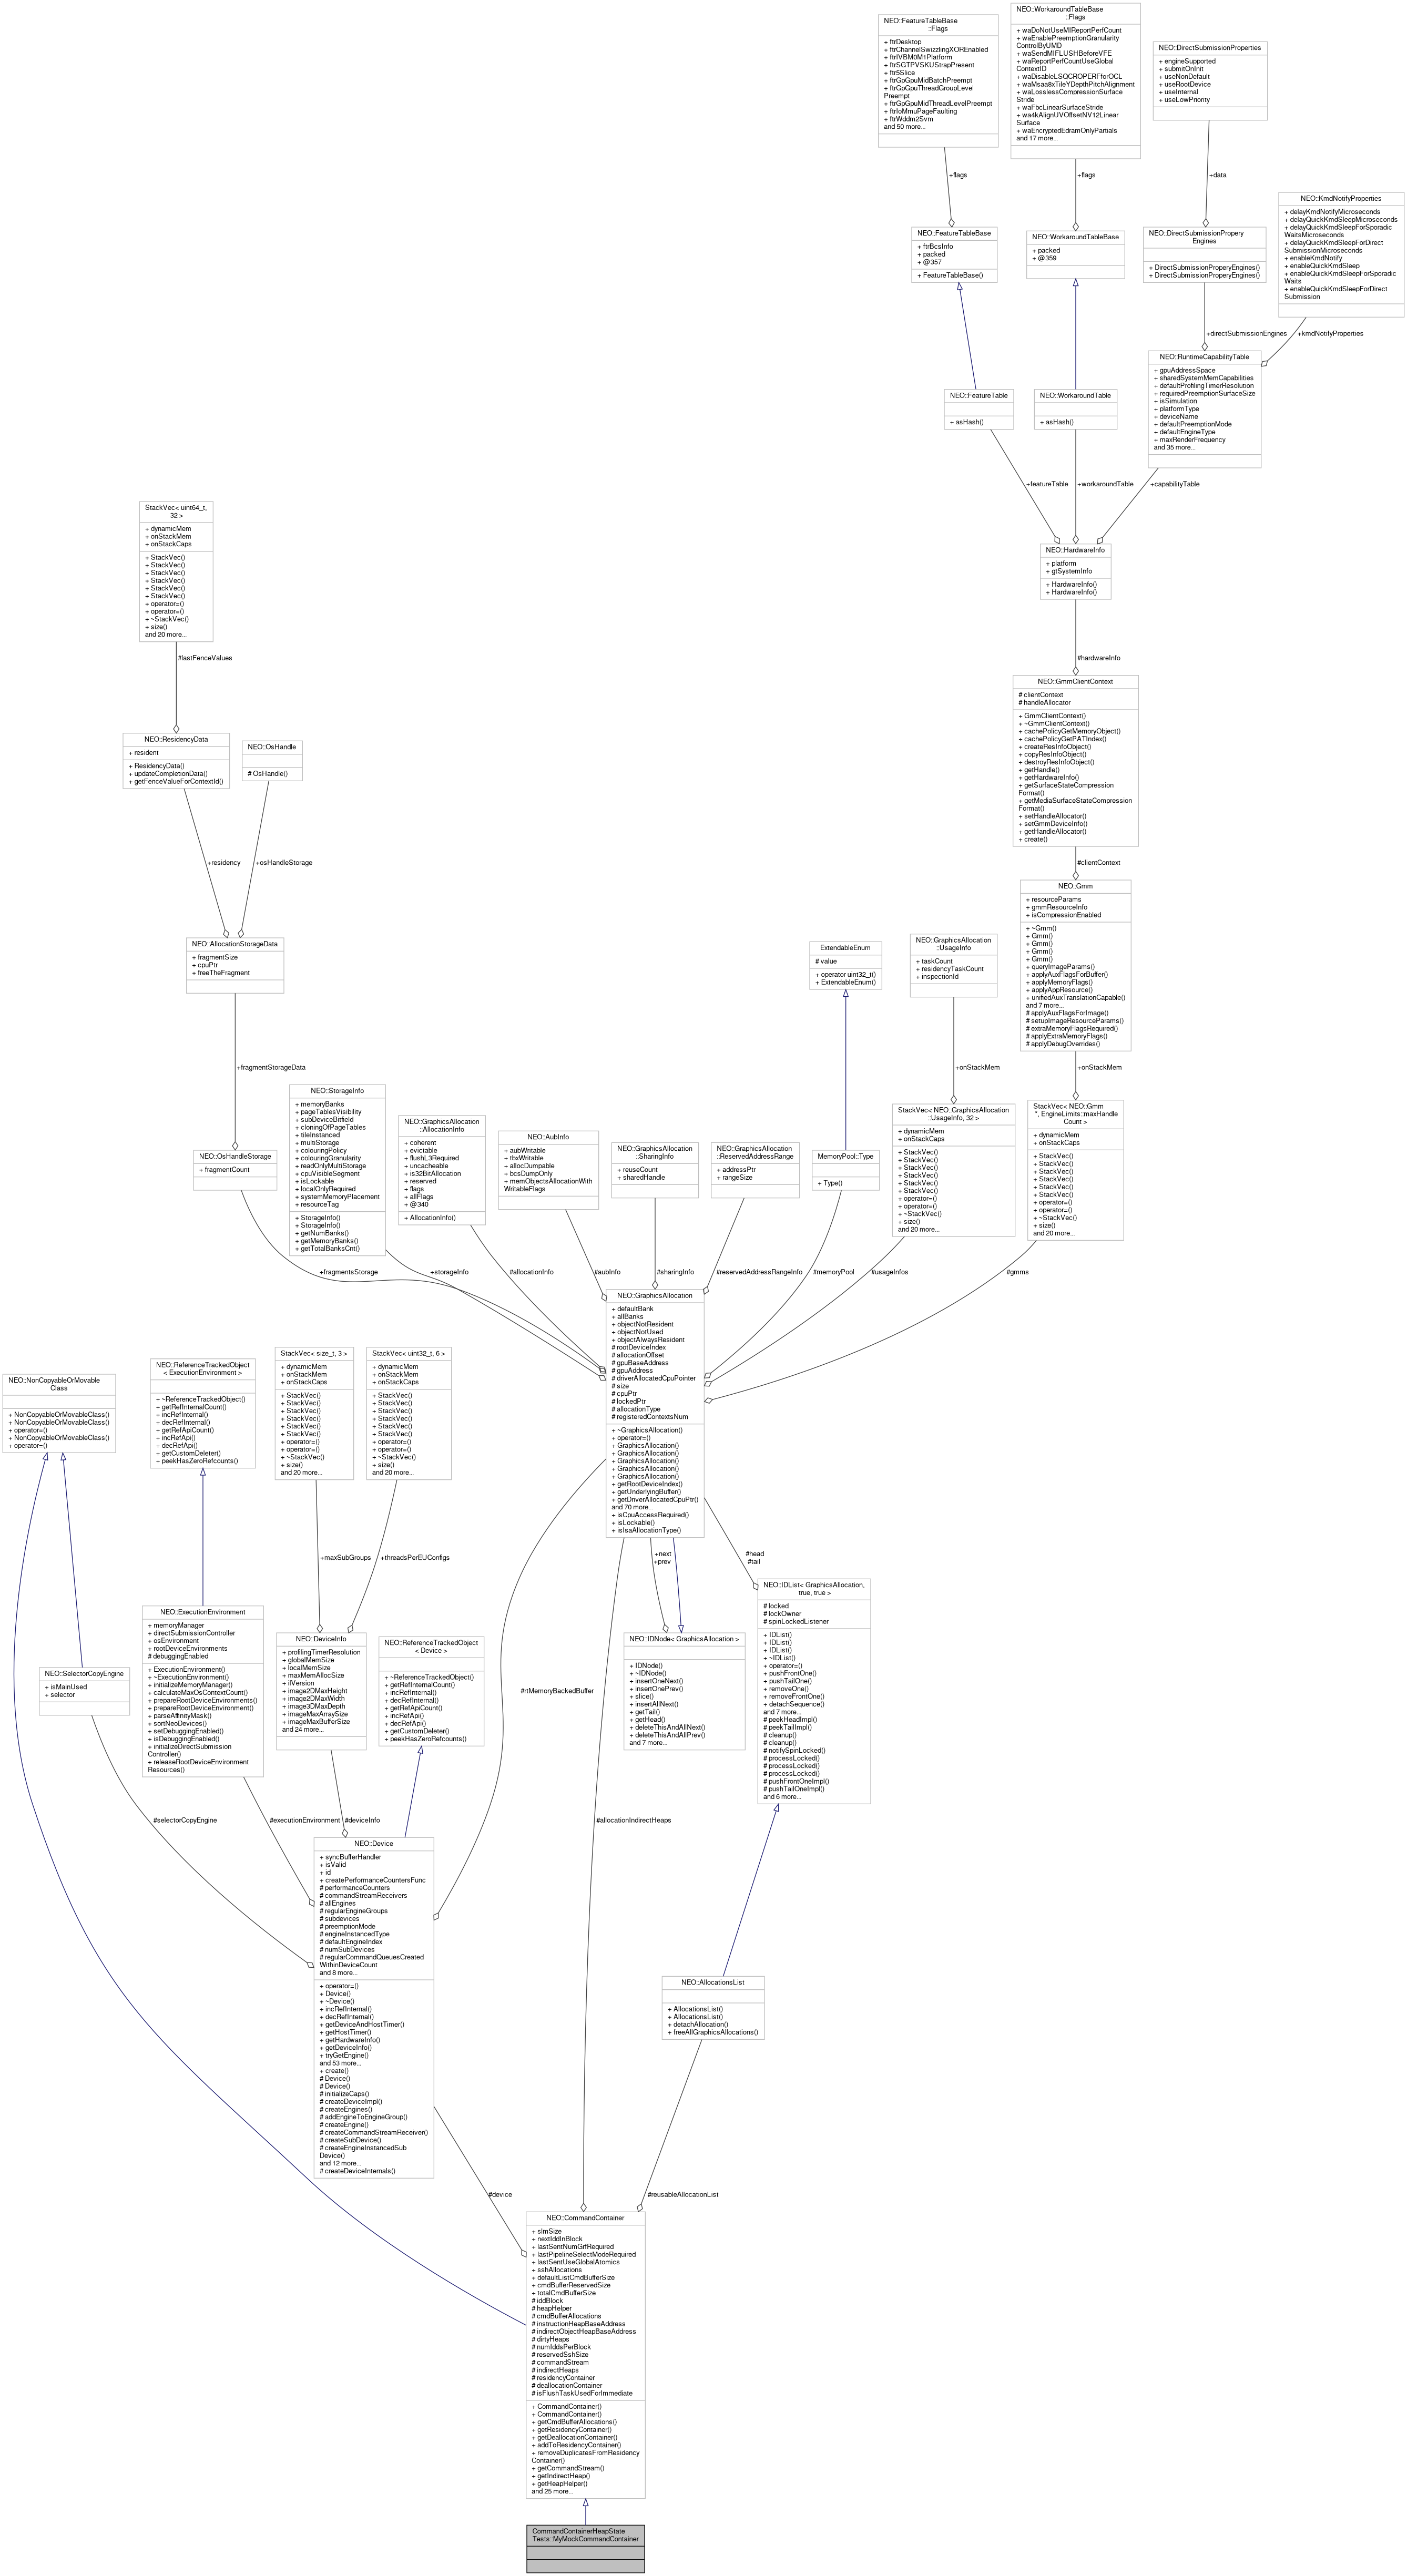 NEO::FeatureTableBase
::Flags
+ ftrDesktop
+ ftrChannelSwizzlingXOREnabled
+ ftrIVBM0M1Platform
+ ftrSGTPVSKUStrapPresent
+ ftr5Slice
+ ftrGpGpuMidBatchPreempt
+ ftrGpGpuThreadGroupLevel
Preempt
+ ftrGpGpuMidThreadLevelPreempt
+ ftrIoMmuPageFaulting
+ ftrWddm2Svm
and 50 more...
NEO::WorkaroundTableBase
::Flags
+ waDoNotUseMIReportPerfCount
+ waEnablePreemptionGranularity
ControlByUMD
+ waSendMIFLUSHBeforeVFE
+ waReportPerfCountUseGlobal
ContextID
+ waDisableLSQCROPERFforOCL
+ waMsaa8xTileYDepthPitchAlignment
+ waLosslessCompressionSurface
Stride
+ waFbcLinearSurfaceStride
+ wa4kAlignUVOffsetNV12Linear
Surface
+ waEncryptedEdramOnlyPartials
and 17 more...
NEO::DirectSubmissionProperties
+ engineSupported
+ submitOnInit
+ useNonDefault
+ useRootDevice
+ useInternal
+ useLowPriority
+flags
+flags
+data
NEO::KmdNotifyProperties
+ delayKmdNotifyMicroseconds
+ delayQuickKmdSleepMicroseconds
+ delayQuickKmdSleepForSporadic
WaitsMicroseconds
+ delayQuickKmdSleepForDirect
SubmissionMicroseconds
+ enableKmdNotify
+ enableQuickKmdSleep
+ enableQuickKmdSleepForSporadic
Waits
+ enableQuickKmdSleepForDirect
Submission
NEO::FeatureTableBase
+ ftrBcsInfo
+ packed
+ @357
+ FeatureTableBase()
NEO::WorkaroundTableBase
+ packed
+ @359
NEO::DirectSubmissionPropery
Engines
+ DirectSubmissionProperyEngines()
+ DirectSubmissionProperyEngines()
+directSubmissionEngines
+kmdNotifyProperties
NEO::RuntimeCapabilityTable
+ gpuAddressSpace
+ sharedSystemMemCapabilities
+ defaultProfilingTimerResolution
+ requiredPreemptionSurfaceSize
+ isSimulation
+ platformType
+ deviceName
+ defaultPreemptionMode
+ defaultEngineType
+ maxRenderFrequency
and 35 more...
NEO::FeatureTable
+ asHash()
NEO::WorkaroundTable
+ asHash()
+featureTable
+workaroundTable
+capabilityTable
NEO::HardwareInfo
+ platform
+ gtSystemInfo
+ HardwareInfo()
+ HardwareInfo()
StackVec< uint64_t,
32 >
+ dynamicMem
+ onStackMem
+ onStackCaps
+ StackVec()
+ StackVec()
+ StackVec()
+ StackVec()
+ StackVec()
+ StackVec()
+ operator=()
+ operator=()
+ ~StackVec()
+ size()
and 20 more...
#lastFenceValues
#hardwareInfo
NEO::GmmClientContext
# clientContext
# handleAllocator
+ GmmClientContext()
+ ~GmmClientContext()
+ cachePolicyGetMemoryObject()
+ cachePolicyGetPATIndex()
+ createResInfoObject()
+ copyResInfoObject()
+ destroyResInfoObject()
+ getHandle()
+ getHardwareInfo()
+ getSurfaceStateCompression
Format()
+ getMediaSurfaceStateCompression
Format()
+ setHandleAllocator()
+ setGmmDeviceInfo()
+ getHandleAllocator()
+ create()
NEO::ResidencyData
+ resident
+ ResidencyData()
+ updateCompletionData()
+ getFenceValueForContextId()
NEO::OsHandle
# OsHandle()
+residency
+osHandleStorage
#clientContext
NEO::Gmm
+ resourceParams
+ gmmResourceInfo
+ isCompressionEnabled
+ ~Gmm()
+ Gmm()
+ Gmm()
+ Gmm()
+ Gmm()
+ queryImageParams()
+ applyAuxFlagsForBuffer()
+ applyMemoryFlags()
+ applyAppResource()
+ unifiedAuxTranslationCapable()
and 7 more...
# applyAuxFlagsForImage()
# setupImageResourceParams()
# extraMemoryFlagsRequired()
# applyExtraMemoryFlags()
# applyDebugOverrides()
NEO::AllocationStorageData
+ fragmentSize
+ cpuPtr
+ freeTheFragment
ExtendableEnum
# value
+ operator uint32_t()
+ ExtendableEnum()
NEO::GraphicsAllocation
::UsageInfo
+ taskCount
+ residencyTaskCount
+ inspectionId
+fragmentStorageData
+onStackMem
+onStackMem
NEO::OsHandleStorage
+ fragmentCount
NEO::StorageInfo
+ memoryBanks
+ pageTablesVisibility
+ subDeviceBitfield
+ cloningOfPageTables
+ tileInstanced
+ multiStorage
+ colouringPolicy
+ colouringGranularity
+ readOnlyMultiStorage
+ cpuVisibleSegment
+ isLockable
+ localOnlyRequired
+ systemMemoryPlacement
+ resourceTag
+ StorageInfo()
+ StorageInfo()
+ getNumBanks()
+ getMemoryBanks()
+ getTotalBanksCnt()
NEO::GraphicsAllocation
::AllocationInfo
+ coherent
+ evictable
+ flushL3Required
+ uncacheable
+ is32BitAllocation
+ reserved
+ flags
+ allFlags
+ @340
+ AllocationInfo()
NEO::AubInfo
+ aubWritable
+ tbxWritable
+ allocDumpable
+ bcsDumpOnly
+ memObjectsAllocationWith
WritableFlags
NEO::GraphicsAllocation
::SharingInfo
+ reuseCount
+ sharedHandle
NEO::GraphicsAllocation
::ReservedAddressRange
+ addressPtr
+ rangeSize
MemoryPool::Type
+ Type()
StackVec< NEO::GraphicsAllocation
::UsageInfo, 32 >
+ dynamicMem
+ onStackCaps
+ StackVec()
+ StackVec()
+ StackVec()
+ StackVec()
+ StackVec()
+ StackVec()
+ operator=()
+ operator=()
+ ~StackVec()
+ size()
and 20 more...
StackVec< NEO::Gmm
*, EngineLimits::maxHandle
Count >
+ dynamicMem
+ onStackCaps
+ StackVec()
+ StackVec()
+ StackVec()
+ StackVec()
+ StackVec()
+ StackVec()
+ operator=()
+ operator=()
+ ~StackVec()
+ size()
and 20 more...
+fragmentsStorage
+storageInfo
#allocationInfo
#aubInfo
#sharingInfo
#reservedAddressRangeInfo
#memoryPool
#usageInfos
#gmms
NEO::GraphicsAllocation
+ defaultBank
+ allBanks
+ objectNotResident
+ objectNotUsed
+ objectAlwaysResident
# rootDeviceIndex
# allocationOffset
# gpuBaseAddress
# gpuAddress
# driverAllocatedCpuPointer
# size
# cpuPtr
# lockedPtr
# allocationType
# registeredContextsNum
+ ~GraphicsAllocation()
+ operator=()
+ GraphicsAllocation()
+ GraphicsAllocation()
+ GraphicsAllocation()
+ GraphicsAllocation()
+ GraphicsAllocation()
+ getRootDeviceIndex()
+ getUnderlyingBuffer()
+ getDriverAllocatedCpuPtr()
and 70 more...
+ isCpuAccessRequired()
+ isLockable()
+ isIsaAllocationType()
NEO::NonCopyableOrMovable
Class
+ NonCopyableOrMovableClass()
+ NonCopyableOrMovableClass()
+ operator=()
+ NonCopyableOrMovableClass()
+ operator=()
NEO::ReferenceTrackedObject
< ExecutionEnvironment >
+ ~ReferenceTrackedObject()
+ getRefInternalCount()
+ incRefInternal()
+ decRefInternal()
+ getRefApiCount()
+ incRefApi()
+ decRefApi()
+ getCustomDeleter()
+ peekHasZeroRefcounts()
StackVec< size_t, 3 >
+ dynamicMem
+ onStackMem
+ onStackCaps
+ StackVec()
+ StackVec()
+ StackVec()
+ StackVec()
+ StackVec()
+ StackVec()
+ operator=()
+ operator=()
+ ~StackVec()
+ size()
and 20 more...
StackVec< uint32_t, 6 >
+ dynamicMem
+ onStackMem
+ onStackCaps
+ StackVec()
+ StackVec()
+ StackVec()
+ StackVec()
+ StackVec()
+ StackVec()
+ operator=()
+ operator=()
+ ~StackVec()
+ size()
and 20 more...
+maxSubGroups
+threadsPerEUConfigs
+next
+prev
#head
#tail
NEO::SelectorCopyEngine
+ isMainUsed
+ selector
NEO::ExecutionEnvironment
+ memoryManager
+ directSubmissionController
+ osEnvironment
+ rootDeviceEnvironments
# debuggingEnabled
+ ExecutionEnvironment()
+ ~ExecutionEnvironment()
+ initializeMemoryManager()
+ calculateMaxOsContextCount()
+ prepareRootDeviceEnvironments()
+ prepareRootDeviceEnvironment()
+ parseAffinityMask()
+ sortNeoDevices()
+ setDebuggingEnabled()
+ isDebuggingEnabled()
+ initializeDirectSubmission
Controller()
+ releaseRootDeviceEnvironment
Resources()
NEO::DeviceInfo
+ profilingTimerResolution
+ globalMemSize
+ localMemSize
+ maxMemAllocSize
+ ilVersion
+ image2DMaxHeight
+ image2DMaxWidth
+ image3DMaxDepth
+ imageMaxArraySize
+ imageMaxBufferSize
and 24 more...
NEO::ReferenceTrackedObject
< Device >
+ ~ReferenceTrackedObject()
+ getRefInternalCount()
+ incRefInternal()
+ decRefInternal()
+ getRefApiCount()
+ incRefApi()
+ decRefApi()
+ getCustomDeleter()
+ peekHasZeroRefcounts()
#rtMemoryBackedBuffer
NEO::IDNode< GraphicsAllocation >
+ IDNode()
+ ~IDNode()
+ insertOneNext()
+ insertOnePrev()
+ slice()
+ insertAllNext()
+ getTail()
+ getHead()
+ deleteThisAndAllNext()
+ deleteThisAndAllPrev()
and 7 more...
NEO::IDList< GraphicsAllocation,
true, true >
# locked
# lockOwner
# spinLockedListener
+ IDList()
+ IDList()
+ IDList()
+ ~IDList()
+ operator=()
+ pushFrontOne()
+ pushTailOne()
+ removeOne()
+ removeFrontOne()
+ detachSequence()
and 7 more...
# peekHeadImpl()
# peekTailImpl()
# cleanup()
# cleanup()
# notifySpinLocked()
# processLocked()
# processLocked()
# processLocked()
# pushFrontOneImpl()
# pushTailOneImpl()
and 6 more...
#selectorCopyEngine
#executionEnvironment
#deviceInfo
#allocationIndirectHeaps
NEO::Device
+ syncBufferHandler
+ isValid
+ id
+ createPerformanceCountersFunc
# performanceCounters
# commandStreamReceivers
# allEngines
# regularEngineGroups
# subdevices
# preemptionMode
# engineInstancedType
# defaultEngineIndex
# numSubDevices
# regularCommandQueuesCreated
WithinDeviceCount
and 8 more...
+ operator=()
+ Device()
+ ~Device()
+ incRefInternal()
+ decRefInternal()
+ getDeviceAndHostTimer()
+ getHostTimer()
+ getHardwareInfo()
+ getDeviceInfo()
+ tryGetEngine()
and 53 more...
+ create()
# Device()
# Device()
# initializeCaps()
# createDeviceImpl()
# createEngines()
# addEngineToEngineGroup()
# createEngine()
# createCommandStreamReceiver()
# createSubDevice()
# createEngineInstancedSub
Device()
and 12 more...
# createDeviceInternals()
NEO::AllocationsList
+ AllocationsList()
+ AllocationsList()
+ detachAllocation()
+ freeAllGraphicsAllocations()
#device
#reusableAllocationList
NEO::CommandContainer
+ slmSize
+ nextIddInBlock
+ lastSentNumGrfRequired
+ lastPipelineSelectModeRequired
+ lastSentUseGlobalAtomics
+ sshAllocations
+ defaultListCmdBufferSize
+ cmdBufferReservedSize
+ totalCmdBufferSize
# iddBlock
# heapHelper
# cmdBufferAllocations
# instructionHeapBaseAddress
# indirectObjectHeapBaseAddress
# dirtyHeaps
# numIddsPerBlock
# reservedSshSize
# commandStream
# indirectHeaps
# residencyContainer
# deallocationContainer
# isFlushTaskUsedForImmediate
+ CommandContainer()
+ CommandContainer()
+ getCmdBufferAllocations()
+ getResidencyContainer()
+ getDeallocationContainer()
+ addToResidencyContainer()
+ removeDuplicatesFromResidency
Container()
+ getCommandStream()
+ getIndirectHeap()
+ getHeapHelper()
and 25 more...
CommandContainerHeapState
Tests::MyMockCommandContainer